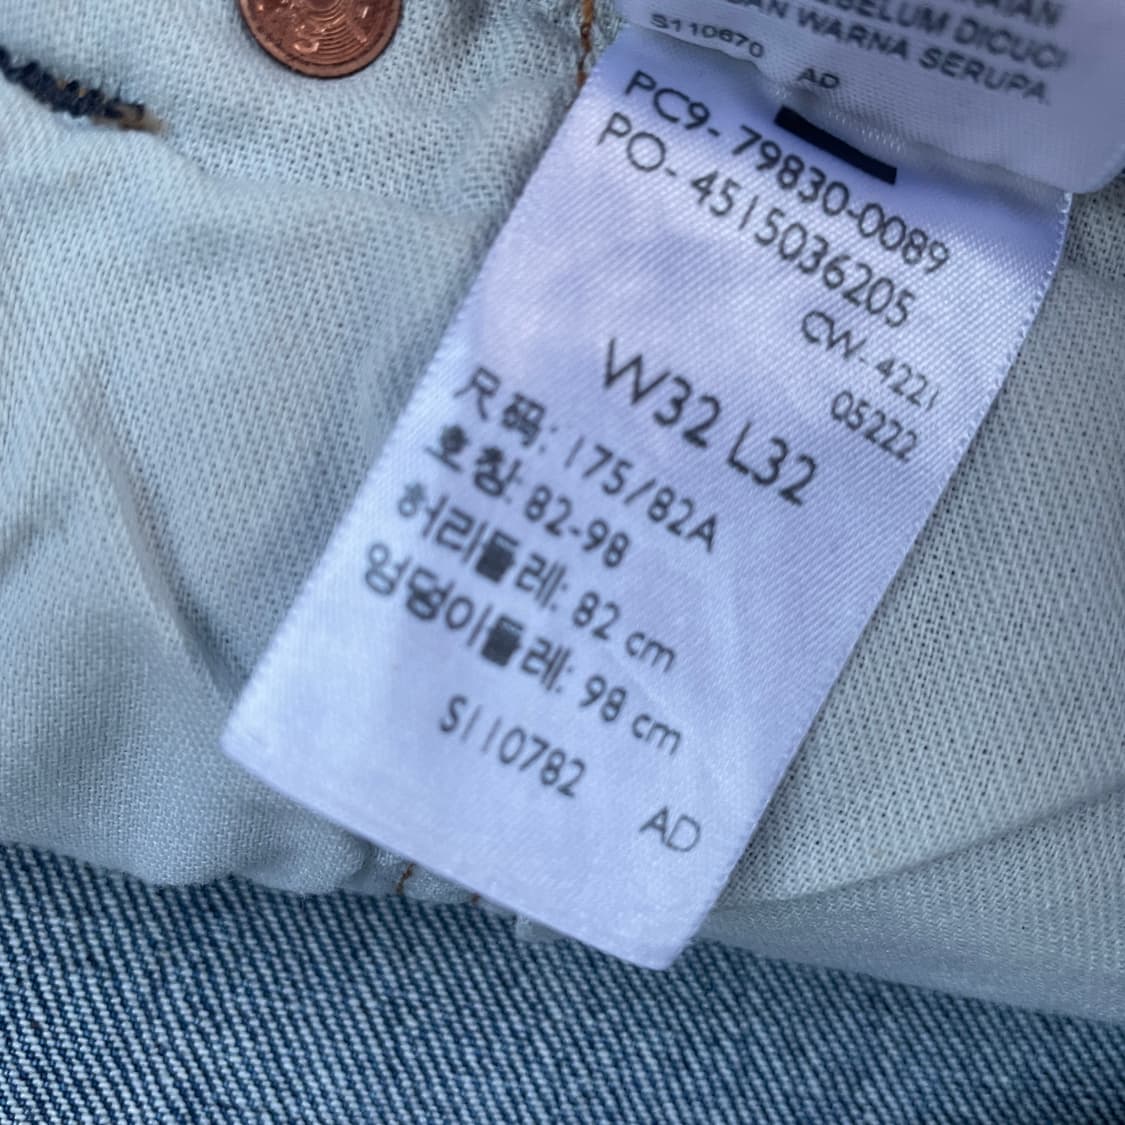 BELUM DICUCI
DAN WARNA SERUPA.
S110670
AD
PC9-79830-0089
PO-4515036205
CW-4221
05222
W32 L32
尺码: 175/82A
호칭: 82-98
허리둘레: 82 cm
엉덩이둘레: 98 cm
S110782
AD